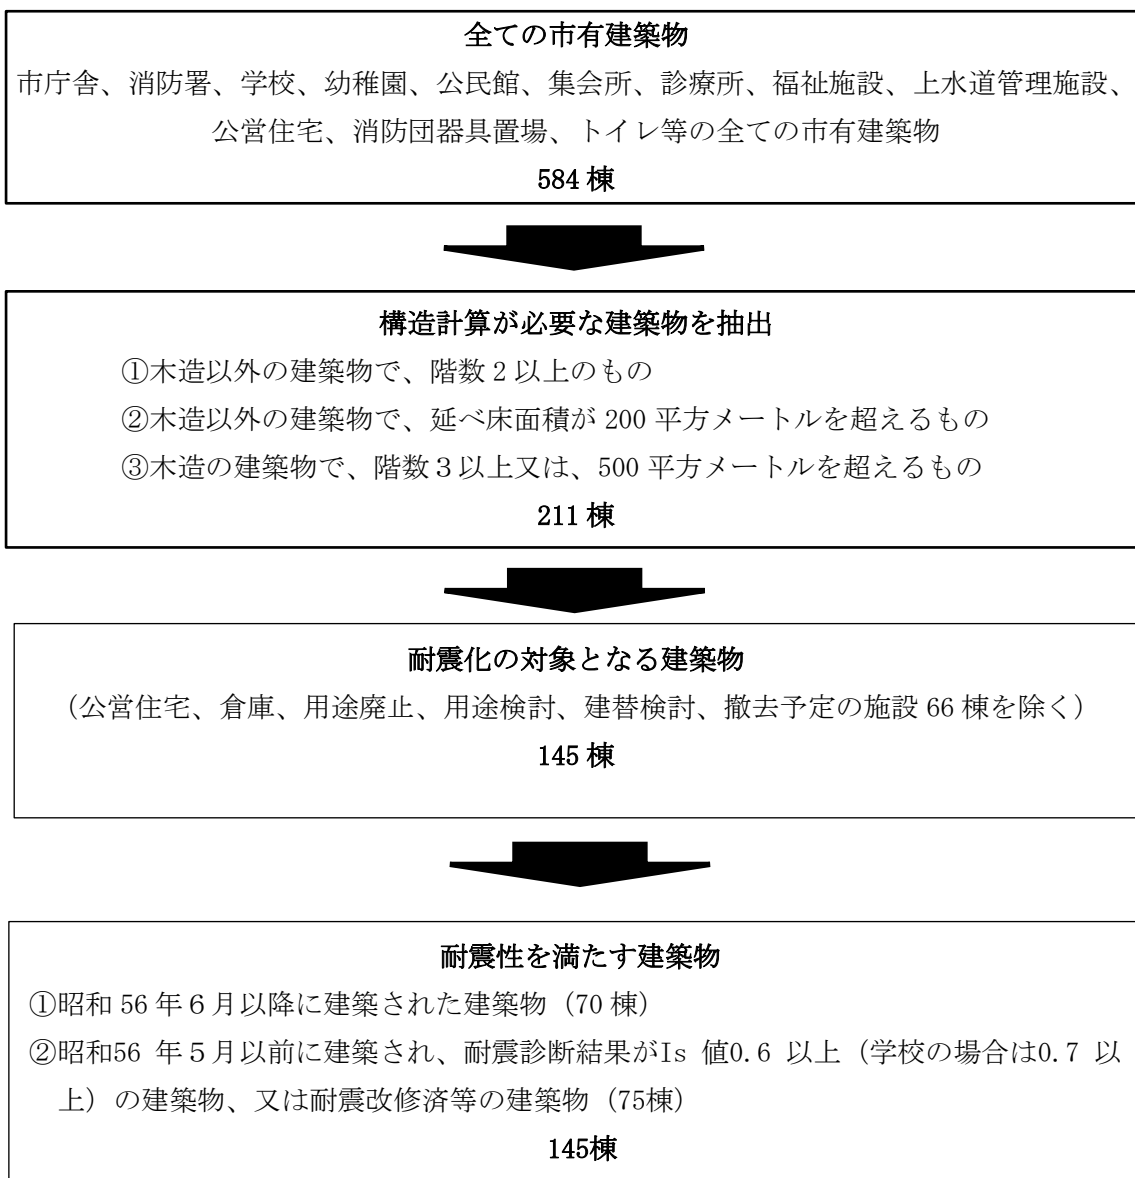 全ての市有建築物
市庁舎、消防署、学校、幼稚園、公民館、集会所、診療所、福祉施設、上水道管理施設、
公営住宅、消防団器具置場、トイレ等の全ての市有建築物
584 棟
構造計算が必要な建築物を抽出
①木造以外の建築物で、階数 2 以上のもの
②木造以外の建築物で、延べ床面積が 200 平方メートルを超えるもの
③木造の建築物で、階数３以上又は、500 平方メートルを超えるもの
211 棟
耐震化の対象となる建築物
（公営住宅、倉庫、用途廃止、用途検討、建替検討、撤去予定の施設 66 棟を除く）
145 棟
耐震性を満たす建築物
①昭和 56 年６月以降に建築された建築物（70 棟）
②昭和56 年５月以前に建築され、耐震診断結果がIs 値0.6 以上（学校の場合は0.7 以
上）の建築物、又は耐震改修済等の建築物（75棟）
145棟